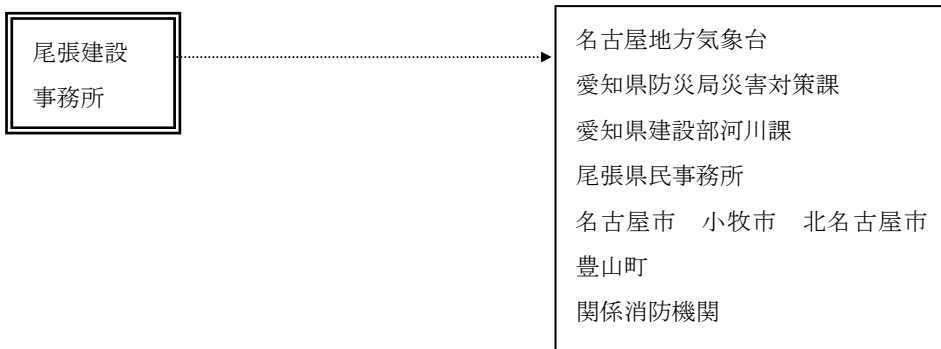 尾張建設
事務所
名古屋地方気象台
愛知県防災局災害対策課
愛知県建設部河川課
尾張県民事務所
名古屋市　小牧市　北名古屋市
豊山町
関係消防機関